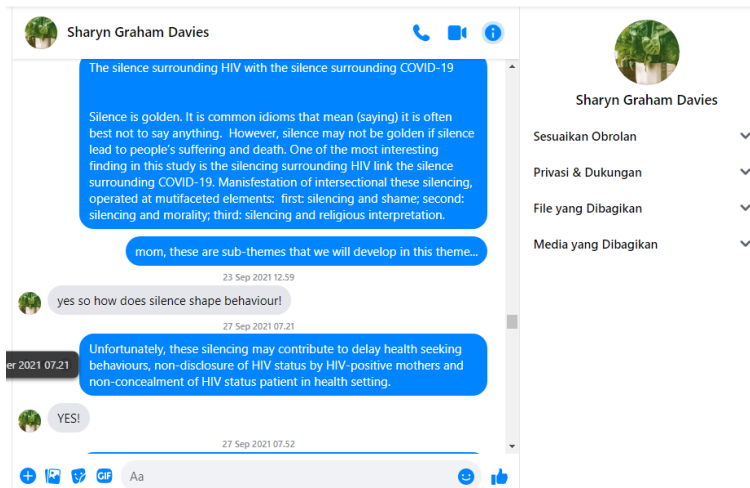 Sharyn Graham Davies
The silence surrounding HIV with the silence surrounding COVID-19
Silence is golden. It is common idioms that mean (saying) it is often
best not to say anything.  However, silence may not be golden if silence
lead to people's suffering and death. One of the most interesting
finding in this study is the silencing surrounding HIV link the silence
surrounding COVID-19. Manisfestation of intersectional these silencing,
operated at mutifaceted elements:  first: silencing and shame; second:
silencing and morality; third: silencing and religious interpretation.
mom, these are sub-themes that we will develop in this theme...
23 Sep 2021 12.59
yes so how does silence shape behaviour!
27 Sep 2021 07.21
Unfortunately, these silencing may contribute to delay health seeking
behaviours, non-disclosure of HIV status by HIV-positive mothers and
non-concealment of HIV status patient in health setting.
er 2021 07.21
YES!
27 Sep 2021 07.52
GIF
Aa
Sharyn Graham Davies
Sesuaikan Obrolan
Privasi & Dukungan
File yang Dibagikan
Media yang Dibagikan